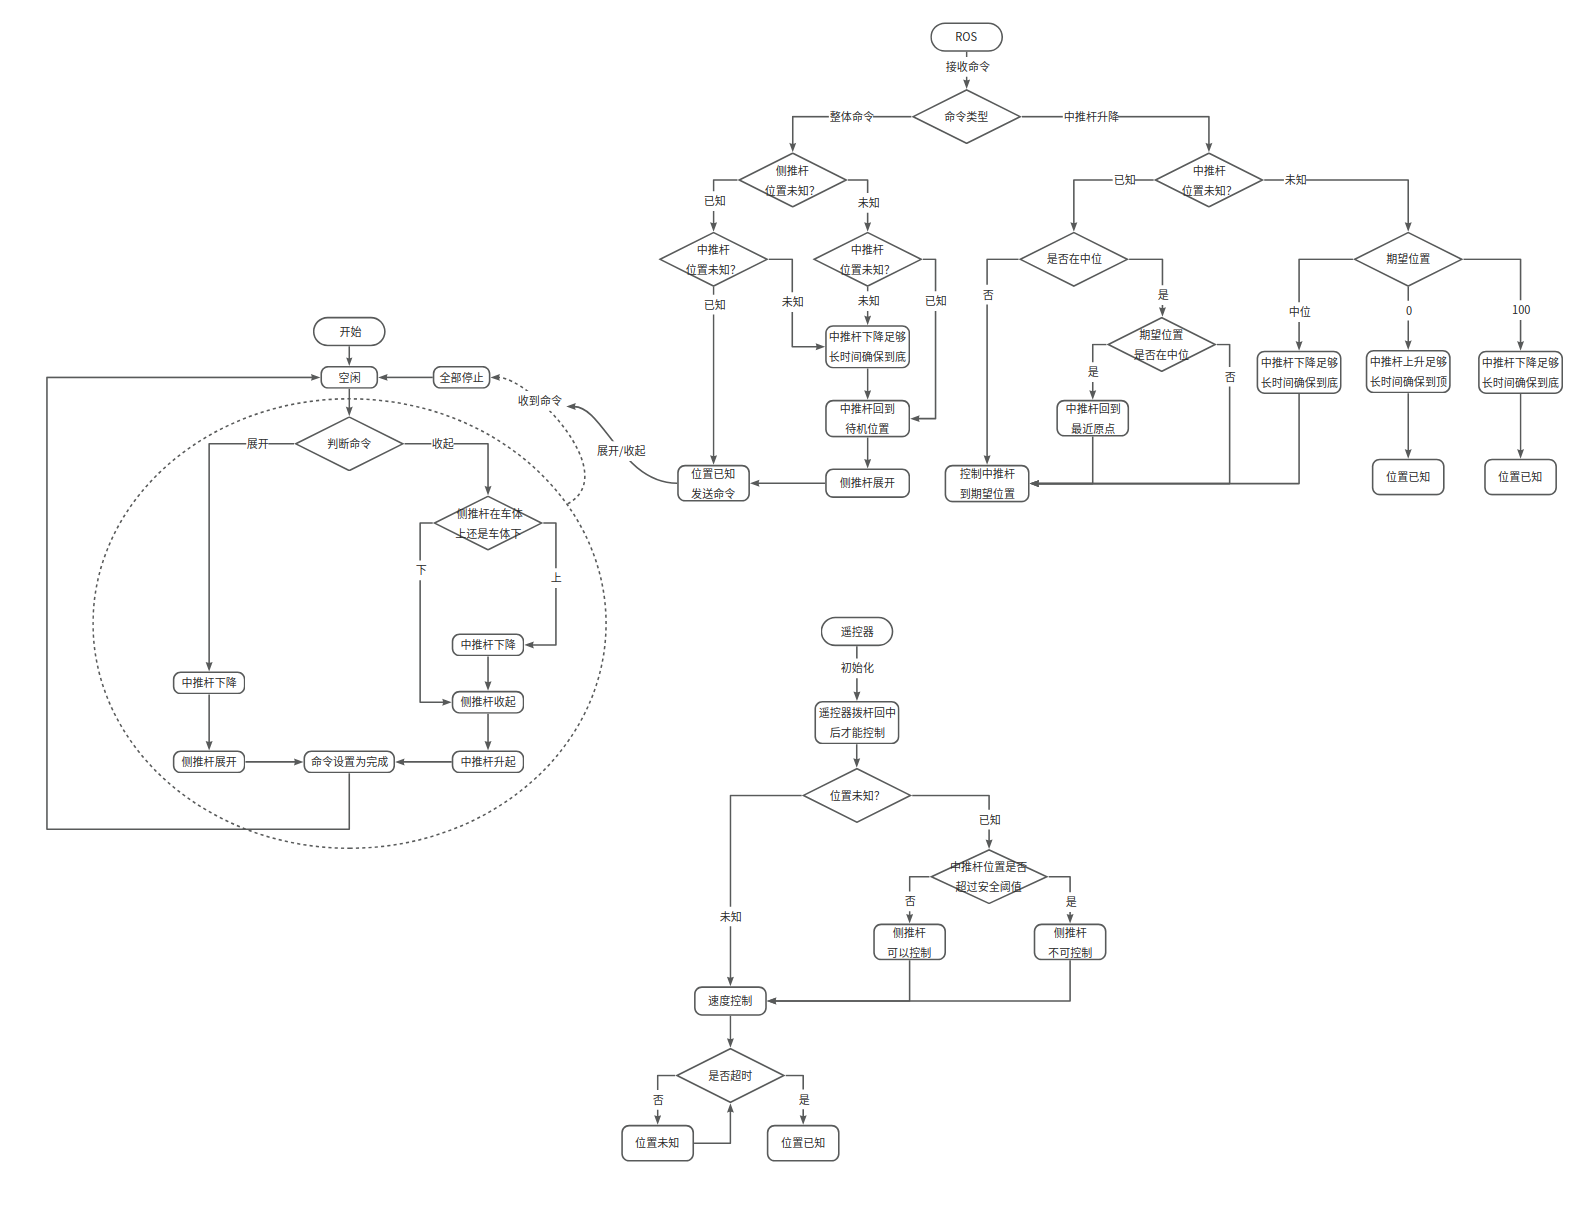 ROS
接收命令
命令类型
整体命令
中推杆升降
侧推杆
位置未知?
已知
未知
中推杆
位置未知?
已知
未知
中推杆
位置未知?
未知
已知
中推杆下降足够
长时间确保到底
中推杆回到
待机位置
侧推杆展开
位置已知
发送命令
展开/收起
收到命令
中推杆
位置未知?
已知
未知
是否在中位
否
是
期望位置
是否在中位
是
否
中推杆回到
最近原点
控制中推杆
到期望位置
期望位置
中位
0
100
中推杆下降足够
长时间确保到底
中推杆上升足够
长时间确保到顶
中推杆下降足够
长时间确保到底
位置已知
位置已知
开始
空闲
全部停止
判断命令
展开
收起
侧推杆在车体
上还是车体下
下
上
中推杆下降
中推杆下降
侧推杆收起
侧推杆展开
命令设置为完成
中推杆升起
遥控器
初始化
遥控器拨杆回中
后才能控制
位置未知?
未知
已知
中推杆位置是否
超过安全阈值
否
是
侧推杆
可以控制
侧推杆
不可控制
速度控制
是否超时
否
是
位置未知
位置已知